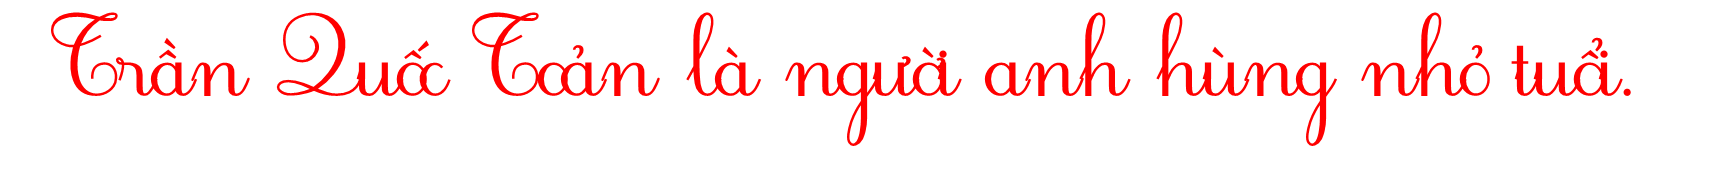 Trần Quốc Toản là người anh hùng nhỏ tuổi.